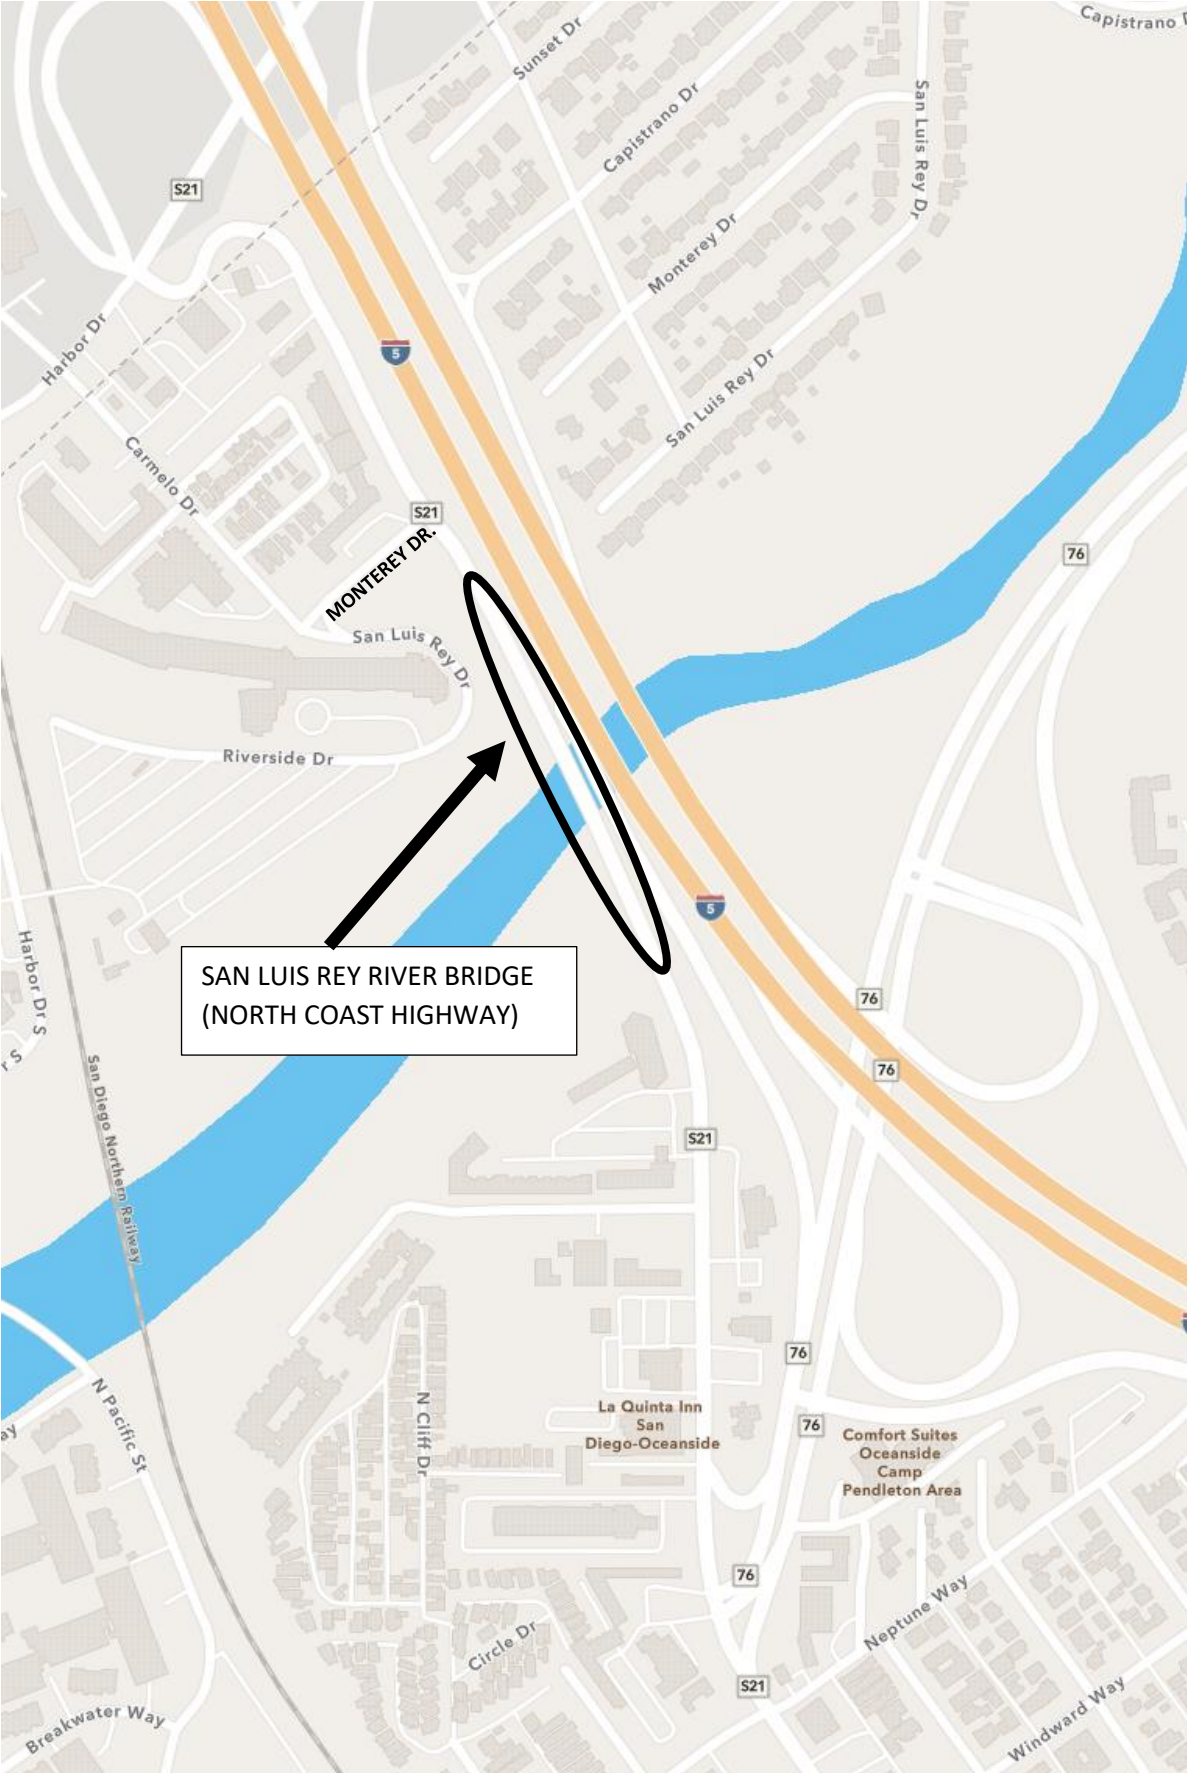 Capistrano
Sunset Dr
Capistrano Dr
San Luis Rey Dr
S21
Monterey Dr
Harbor Dr
5
San Luis Rey Dr
Carmelo Dr
S21
MONTEREY DR.
76
San Luis Rey Dr
Riverside Dr
5
Harbor Dr S
SAN LUIS REY RIVER BRIDGE
(NORTH COAST HIGHWAY)
76
r S
San Diego Northern Railway
76
S21
76
N Pacific St
N Cliff Dr
La Quinta Inn
San
Diego-Oceanside
76
Comfort Suites
Oceanside
Camp
Pendleton Area
ay
76
Neptune Way
Circle Dr
S21
Breakwater Way
Windward Way